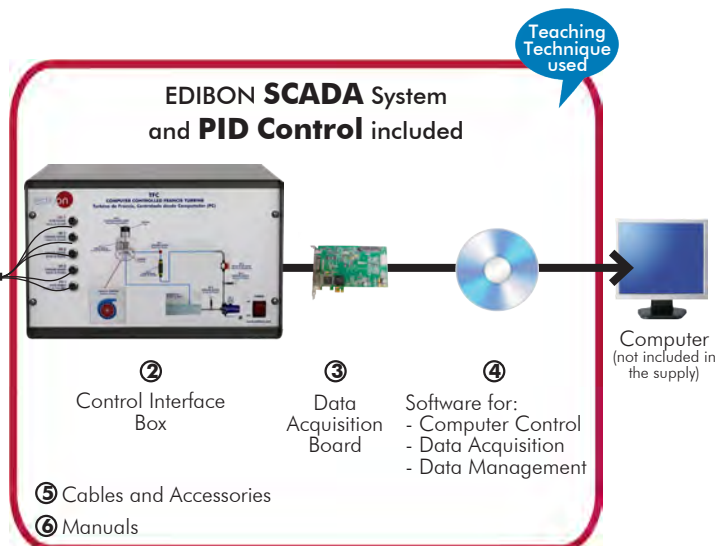 Teaching
Technique
used
EDIBON SCADA System
and PID Control included
TFC
COMPUTER CONTROLLED FRANCIS TURBINE
Turbina de Francis, Controlada desde Computador (PC)
②
Control Interface
Box
③
Data
Acquisition
Board
④
Software for:
- Computer Control
- Data Acquisition
- Data Management
Computer
(not included in
the supply)
⑤ Cables and Accessories
⑥ Manuals